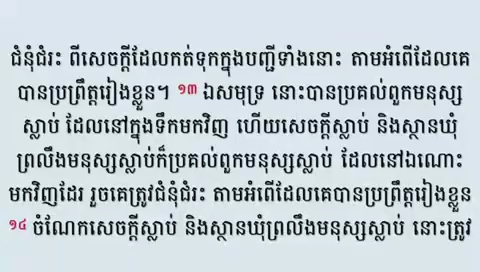 ជំនុំជំរះ ពីសេចក្ដីដែលកត់ទុកក្នុងបញ្ជីទាំងនោះ តាមអំពើដែលគេ
បានប្រព្រឹត្តរៀងខ្លួន។ ១៣ ឯសមុទ្រ នោះបានប្រគល់ពួកមនុស្ស
ស្លាប់ ដែលនៅក្នុងទឹកមកវិញ ហើយសេចក្ដីស្លាប់ និងស្ថានឃុំ
ព្រលឹងមនុស្សស្លាប់ក៏ប្រគល់ពួកមនុស្សស្លាប់ ដែលនៅឯណោះ
មកវិញដែរ រួចគេត្រូវជំនុំជំរះ តាមអំពើដែលគេបានប្រព្រឹត្តរៀងខ្លួន
១៤ ចំណែកសេចក្ដីស្លាប់ និងស្ថានឃុំព្រលឹងមនុស្សស្លាប់ នោះត្រូវ